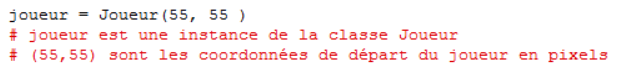 joueur = Joueur(55, 55 )
# joueur est une instance de la classe Joueur
# (55,55) sont les coordonnées de départ du joueur en pixels